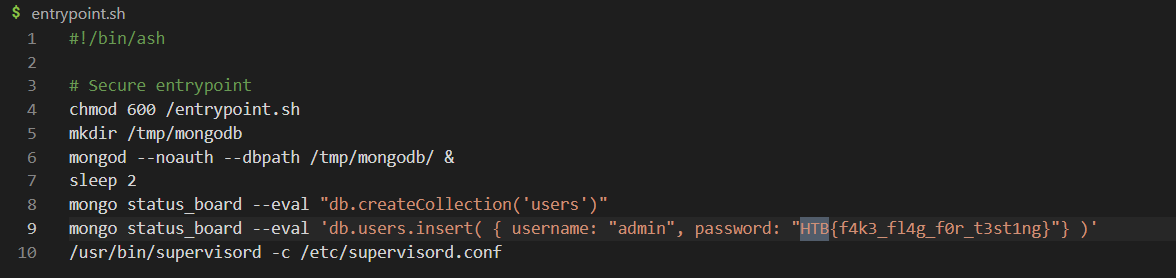 $ entrypoint.sh
1 #!/bin/ash
2
3 # Secure entrypoint
4 chmod 600 /entrypoint.sh
5 mkdir /tmp/mongodb
6 mongod --noauth --dbpath /tmp/mongodb/ &
7 sleep 2
8 mongo status_board --eval "db.createCollection('users')"
9 mongo status_board --eval 'db.users.insert( { username: "admin", password: "HTB{f4k3_fl4g_f0r_t3st1ng}"} )'
10 /usr/bin/supervisord -c /etc/supervisord.conf